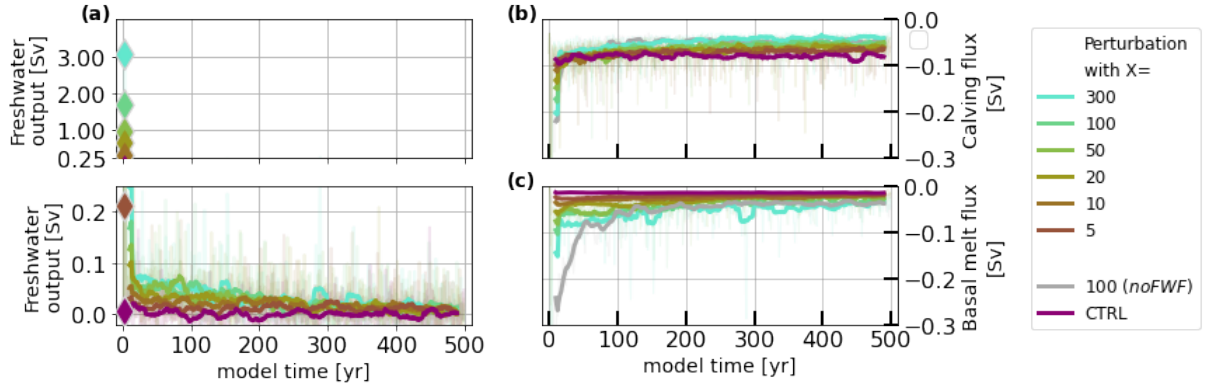 (a)
Freshwater
output [Sv]
3.00
2.00
1.00
0.25
Freshwater
output [Sv]
0.2
0.1
0.0
0 100 200 300 400 500
model time [yr]
(b)
−0.0
−0.1
−0.2
−0.3
Calving flux
[Sv]
(c)
−0.0
−0.1
−0.2
−0.3
Basal melt flux
[Sv]
0 100 200 300 400 500
model time [yr]
Perturbation
with X=
300
100
50
20
10
5
100 (noFWF)
CTRL